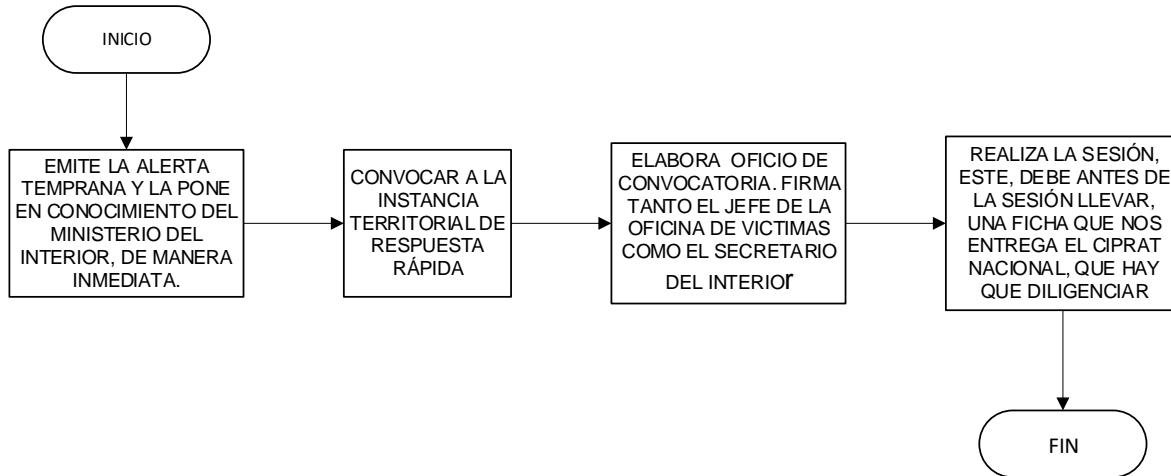 INICIO
EMITE LA ALERTA
TEMPRANA Y LA PONE
EN CONOCIMIENTO DEL
MINISTERIO DEL
INTERIOR, DE MANERA
INMEDIATA.
CONVOCAR A LA
INSTANCIA
TERRITORIAL DE
RESPUESTA
RÁPIDA
ELABORA OFICIO DE
CONVOCATORIA. FIRMA
TANTO EL JEFE DE LA
OFICINA DE VICTIMAS
COMO EL SECRETARIO
DEL INTERIOr
REALIZA LA SESIÓN,
ESTE, DEBE ANTES DE
LA SESIÓN LLEVAR,
UNA FICHA QUE NOS
ENTREGA EL CIPRAT
NACIONAL, QUE HAY
QUE DILIGENCIAR
FIN